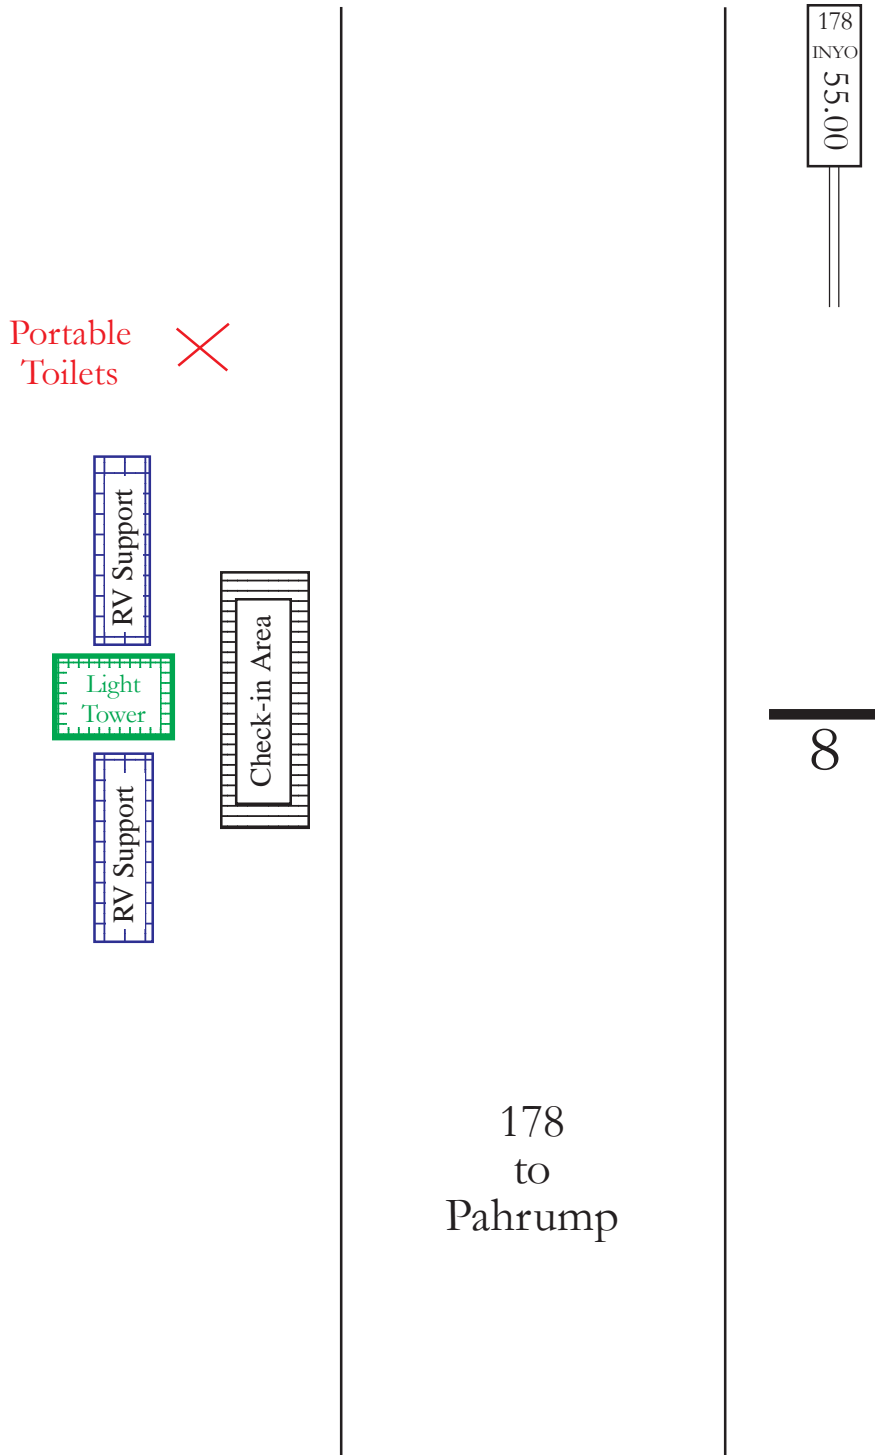 178
INYO
55.00
Portable
Toilets
RV Support
Light
Tower
Check-in Area
RV Support
8
178
to
Pahrump